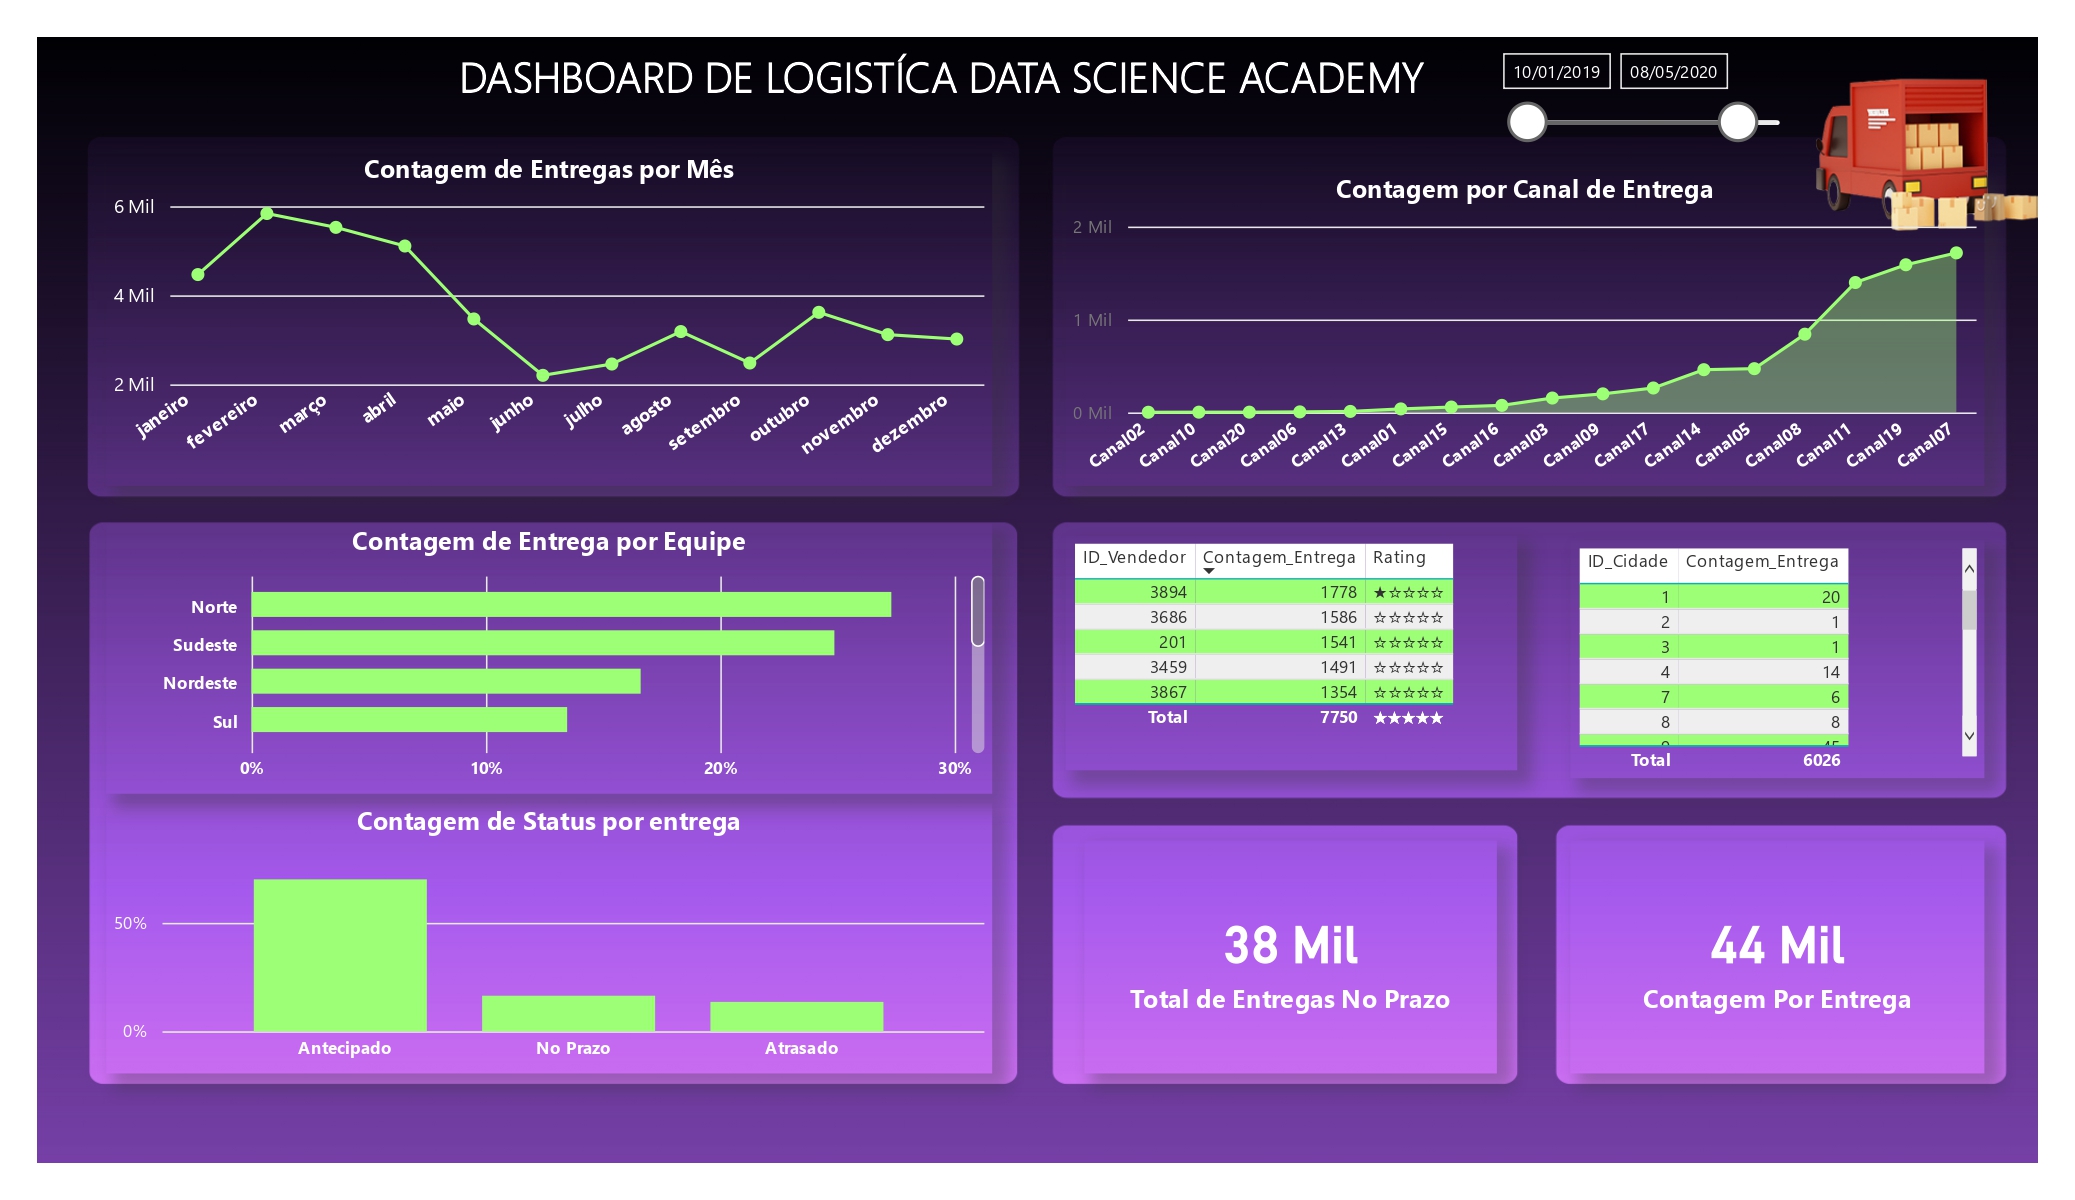 DASHBOARD DE LOGISTÍCA DATA SCIENCE ACADEMY
10/01/2019 08/05/2020
Contagem de Entregas por Mês
6 Mil
4 Mil
2 Mil
janeiro fevereiro março abril maio junho julho agosto setembro outubro novembro dezembro
Contagem por Canal de Entrega
2 Mil
1 Mil
0 Mil
Canal02 Canal10 Canal20 Canal06 Canal13 Canal01 Canal15 Canal16 Canal03 Canal09 Canal17 Canal14 Canal05 Canal08 Canal11 Canal19 Canal07
Contagem de Entrega por Equipe
Norte
Sudeste
Nordeste
Sul
0% 10% 20% 30%
Contagem de Status por entrega
50%
0%
Antecipado No Prazo Atrasado
ID_Vendedor Contagem_Entrega Rating
3894 1778 ★☆☆☆☆
3686 1586 ☆☆☆☆☆
201 1541 ☆☆☆☆☆
3459 1491 ☆☆☆☆☆
3867 1354 ☆☆☆☆☆
Total 7750 ★★★★★
ID_Cidade Contagem_Entrega
1 20
2 1
3 1
4 14
7 6
8 8
Total 6026
38 Mil
Total de Entregas No Prazo
44 Mil
Contagem Por Entrega